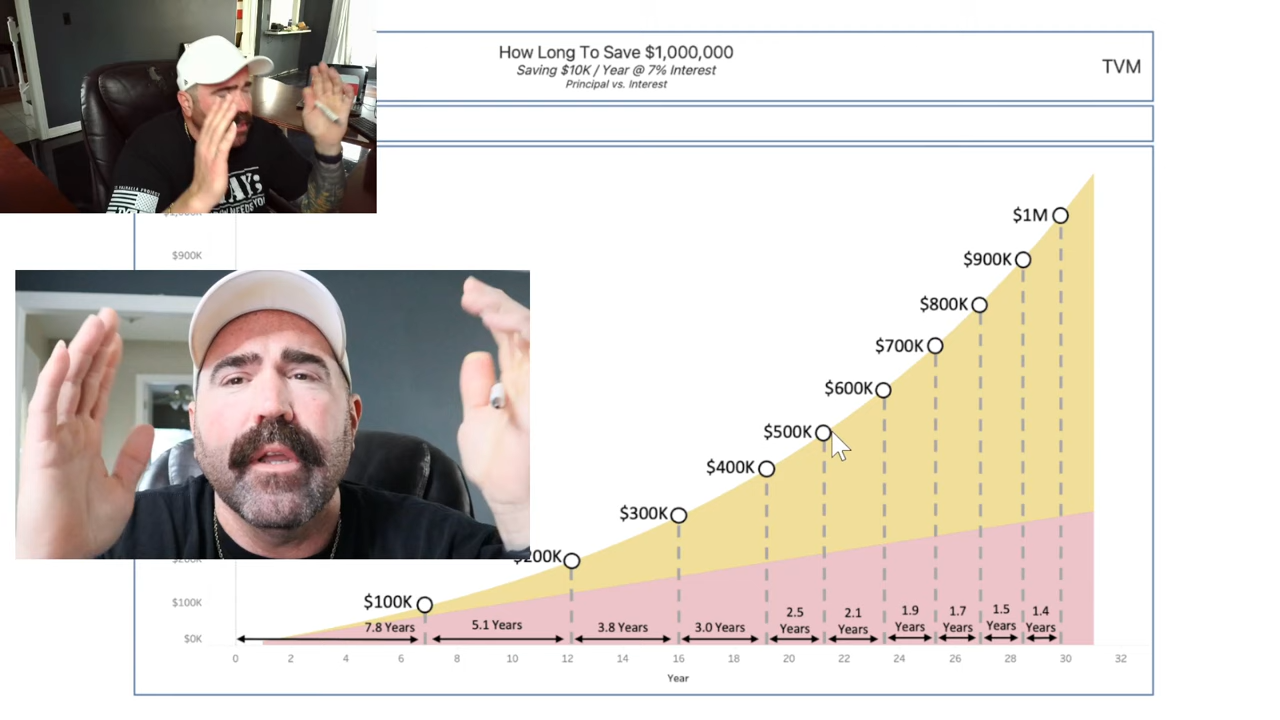 How Long To Save $1,000,000
Saving $10K / Year @ 7% Interest
Principal vs. Interest
TVM
$1M
$900K
$900K
$800K
$700K
$600K
$500K
$400K
$300K
$200K
$100K
$100K
$0K
7.8 Years
5.1 Years
3.8 Years
3.0 Years
2.5 Years
2.1 Years
1.9 Years
1.7 Years
1.5 Years
1.4 Years
0 2 4 6 8 10 12 14 16 18 20 22 24 26 28 30 32
Year